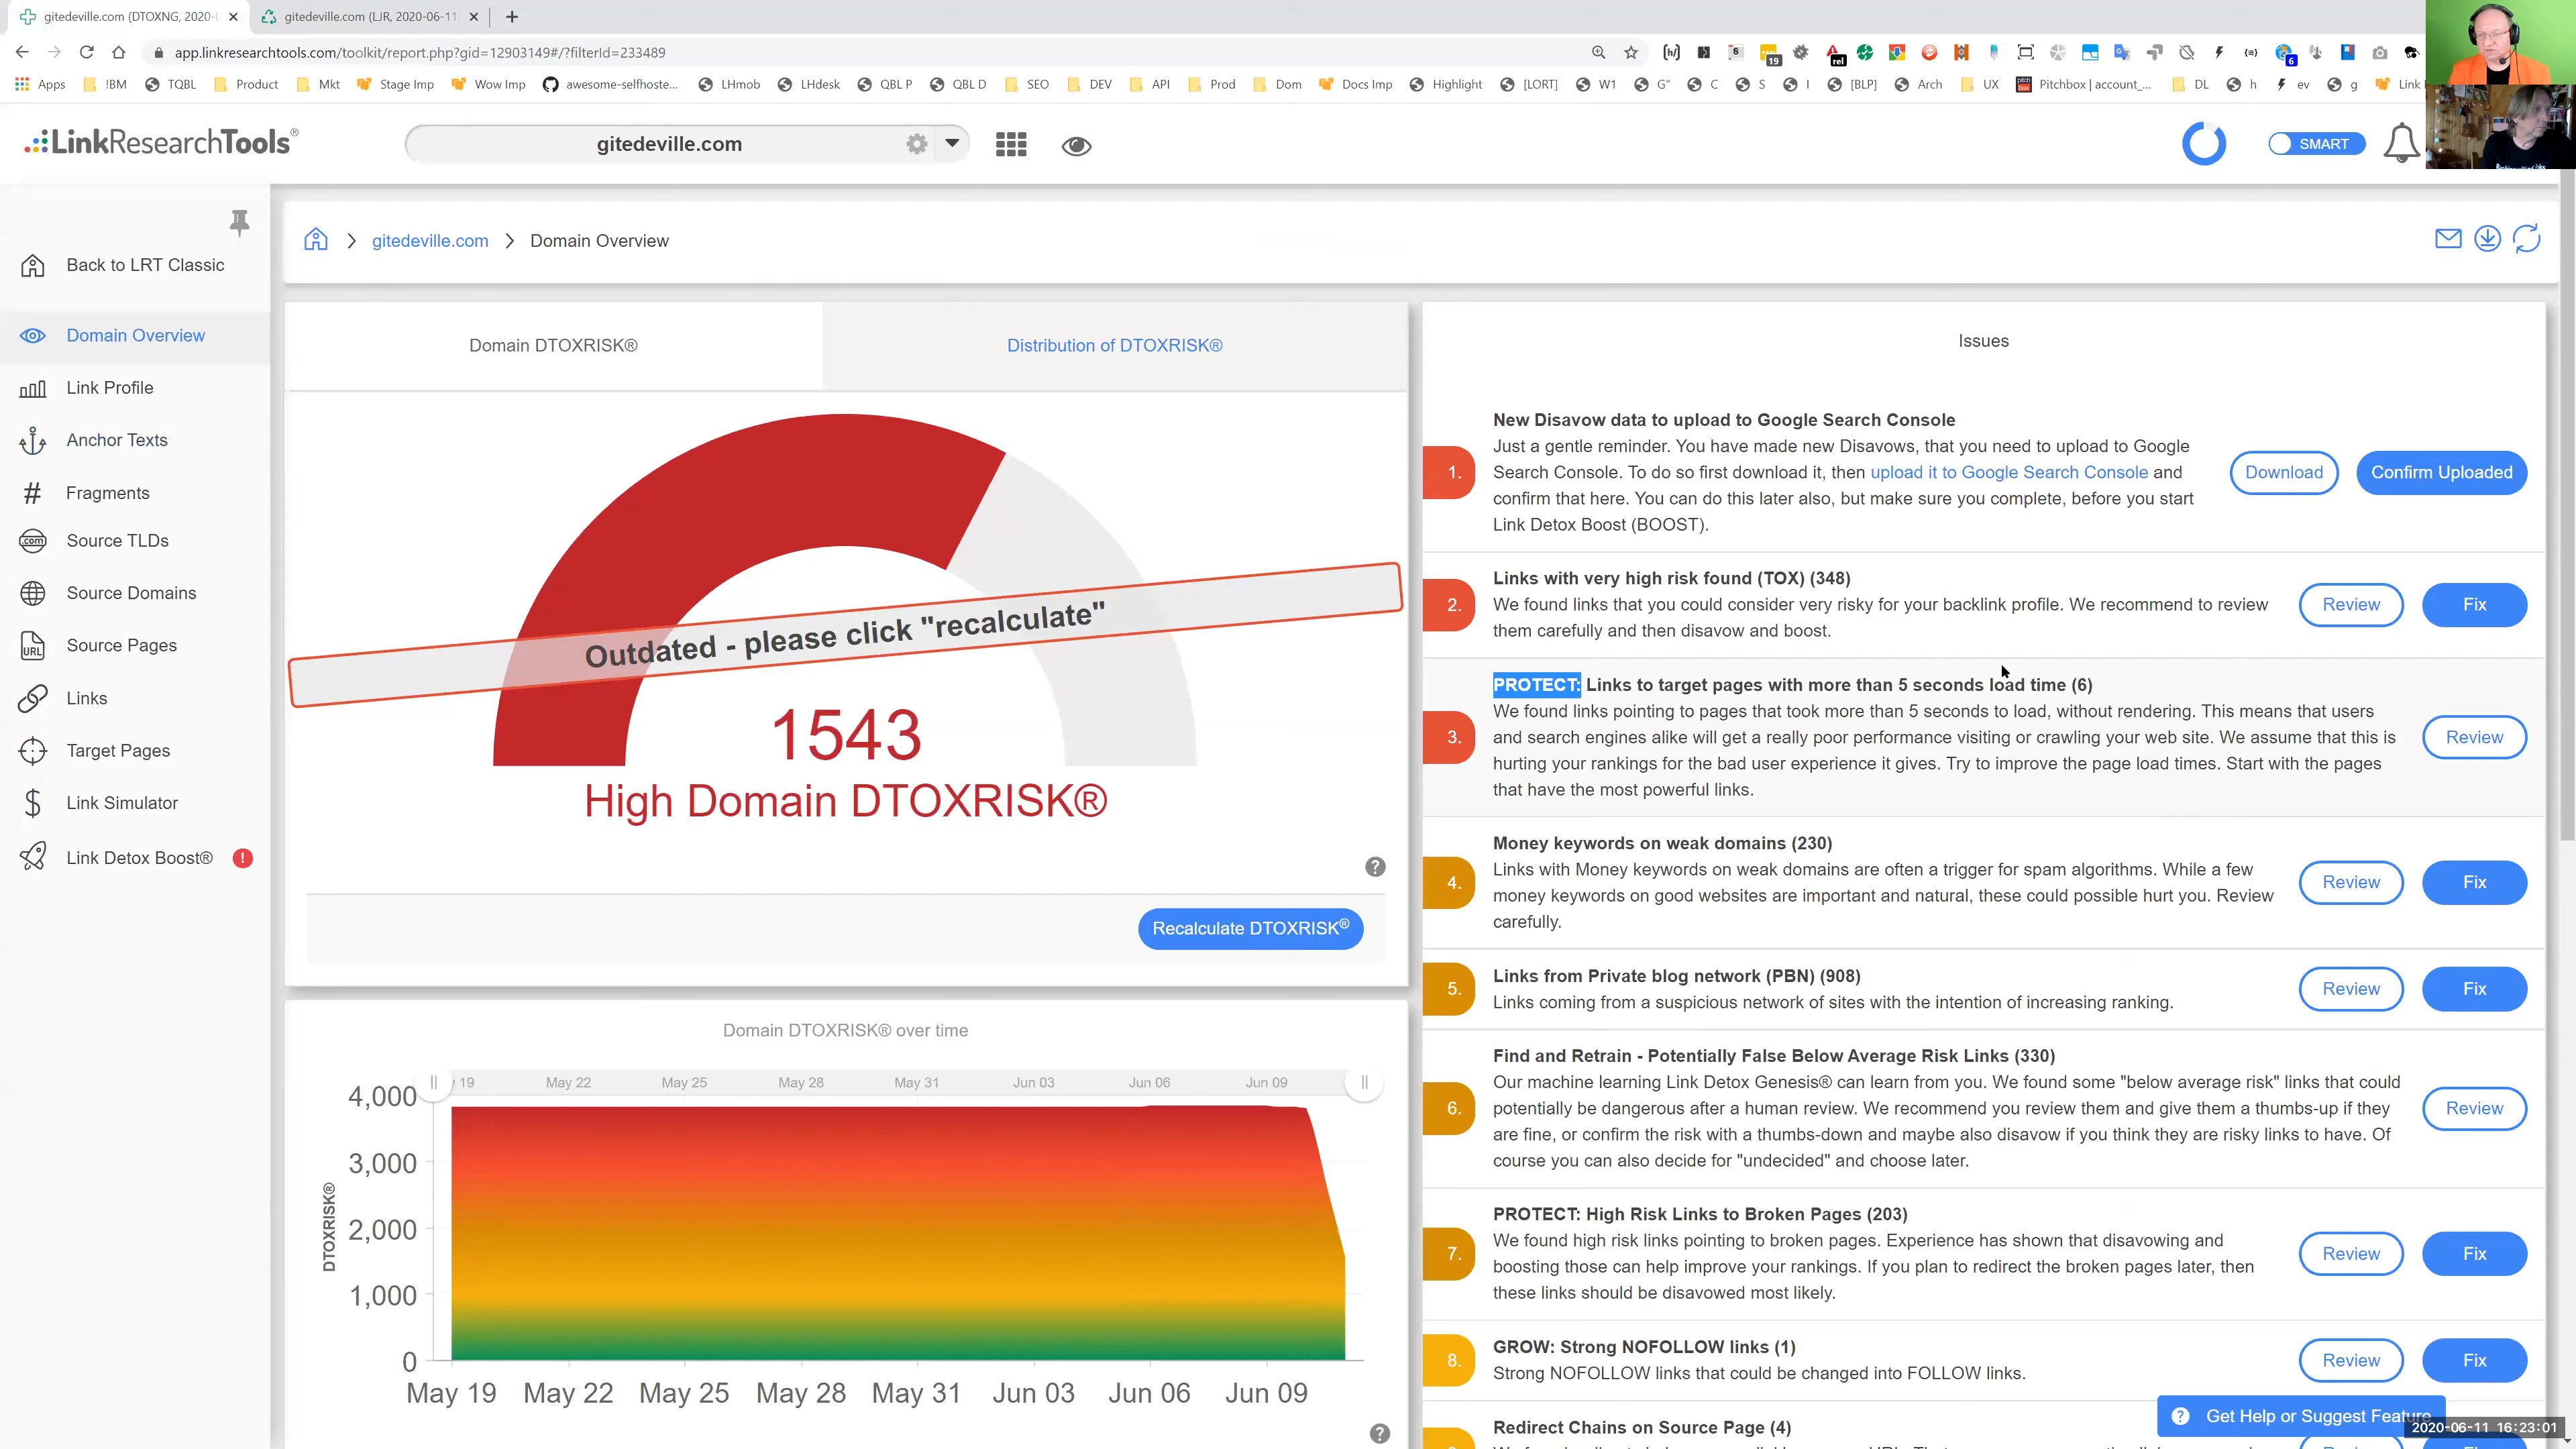 gitedeville.com (DTOXNG, 2020-
gitedeville.com (LJR, 2020-06-11
app.linkresearchtools.com/toolkit/report.php?gid=12903149#/?filterId=233489
Apps !BM TQBL Product Mkt Stage Imp Wow Imp awesome-selfhoste... LHmob LHdesk QBL P QBL D SEO DEV API Prod Dom Docs Imp Highlight [LORT] W1 G" C S I [BLP] Arch UX Pitchbox | account_... DL h ev g Link
LinkResearchTools®
gitedeville.com
SMART
gitedeville.com > Domain Overview
Back to LRT Classic
Domain Overview
Link Profile
Anchor Texts
Fragments
Source TLDs
Source Domains
Source Pages
Links
Target Pages
Link Simulator
Link Detox Boost®
Domain DTOXRISK®
Distribution of DTOXRISK®
Outdated - please click "recalculate"
1543
High Domain DTOXRISK®
Recalculate DTOXRISK®
Domain DTOXRISK® over time
19 May 22 May 25 May 28 May 31 Jun 03 Jun 06 Jun 09
4,000
3,000
2,000
1,000
0
DTOXRISK®
May 19 May 22 May 25 May 28 May 31 Jun 03 Jun 06 Jun 09
Issues
1.
New Disavow data to upload to Google Search Console
Just a gentle reminder. You have made new Disavows, that you need to upload to Google
Search Console. To do so first download it, then upload it to Google Search Console and
confirm that here. You can do this later also, but make sure you complete, before you start
Link Detox Boost (BOOST).
Download
Confirm Uploaded
2.
Links with very high risk found (TOX) (348)
We found links that you could consider very risky for your backlink profile. We recommend to review
them carefully and then disavow and boost.
Review
Fix
3.
PROTECT: Links to target pages with more than 5 seconds load time (6)
We found links pointing to pages that took more than 5 seconds to load, without rendering. This means that users
and search engines alike will get a really poor performance visiting or crawling your web site. We assume that this is
hurting your rankings for the bad user experience it gives. Try to improve the page load times. Start with the pages
that have the most powerful links.
Review
4.
Money keywords on weak domains (230)
Links with Money keywords on weak domains are often a trigger for spam algorithms. While a few
money keywords on good websites are important and natural, these could possible hurt you. Review
carefully.
Review
Fix
5.
Links from Private blog network (PBN) (908)
Links coming from a suspicious network of sites with the intention of increasing ranking.
Review
Fix
6.
Find and Retrain - Potentially False Below Average Risk Links (330)
Our machine learning Link Detox Genesis® can learn from you. We found some "below average risk" links that could
potentially be dangerous after a human review. We recommend you review them and give them a thumbs-up if they
are fine, or confirm the risk with a thumbs-down and maybe also disavow if you think they are risky links to have. Of
course you can also decide for "undecided" and choose later.
Review
7.
PROTECT: High Risk Links to Broken Pages (203)
We found high risk links pointing to broken pages. Experience has shown that disavowing and
boosting those can help improve your rankings. If you plan to redirect the broken pages later, then
these links should be disavowed most likely.
Review
Fix
8.
GROW: Strong NOFOLLOW links (1)
Strong NOFOLLOW links that could be changed into FOLLOW links.
Review
Fix
Redirect Chains on Source Page (4)
Get Help or Suggest Feature
2020-06-11 16:23:01